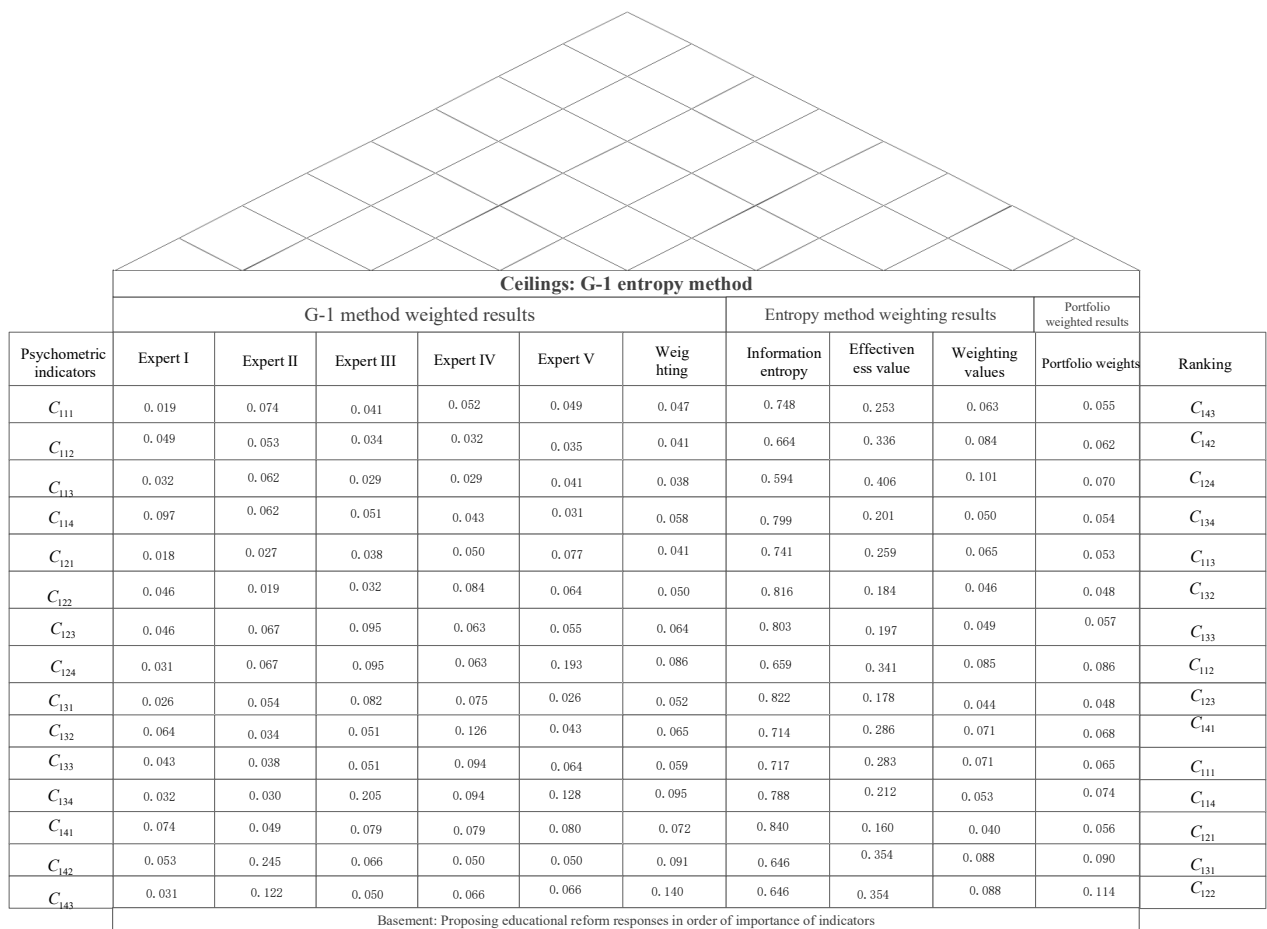 Ceilings: G-1 entropy method
G-1 method weighted results Entropy method weighting results Portfolio weighted results
Psychometric indicators Expert I Expert II Expert III Expert IV Expert V Weig hting Information entropy Effectiven ess value Weighting values Portfolio weights Ranking
C111 0. 019 0. 074 0. 041 0. 052 0. 049 0. 047 0. 748 0. 253 0. 063 0. 055 C143
C112 0. 049 0. 053 0. 034 0. 032 0. 035 0. 041 0. 664 0. 336 0. 084 0. 062 C142
C113 0. 032 0. 062 0. 029 0. 029 0. 041 0. 038 0. 594 0. 406 0. 101 0. 070 C124
C114 0. 097 0. 062 0. 051 0. 043 0. 031 0. 058 0. 799 0. 201 0. 050 0. 054 C134
C121 0. 018 0. 027 0. 038 0. 050 0. 077 0. 041 0. 741 0. 259 0. 065 0. 053 C113
C122 0. 046 0. 019 0. 032 0. 084 0. 064 0. 050 0. 816 0. 184 0. 046 0. 048 C132
C123 0. 046 0. 067 0. 095 0. 063 0. 055 0. 064 0. 803 0. 197 0. 049 0. 057 C133
C124 0. 031 0. 067 0. 095 0. 063 0. 193 0. 086 0. 659 0. 341 0. 085 0. 086 C112
C131 0. 026 0. 054 0. 082 0. 075 0. 026 0. 052 0. 822 0. 178 0. 044 0. 048 C123
C132 0. 064 0. 034 0. 051 0. 126 0. 043 0. 065 0. 714 0. 286 0. 071 0. 068 C141
C133 0. 043 0. 038 0. 051 0. 094 0. 064 0. 059 0. 717 0. 283 0. 071 0. 065 C111
C134 0. 032 0. 030 0. 205 0. 094 0. 128 0. 095 0. 788 0. 212 0. 053 0. 074 C114
C141 0. 074 0. 049 0. 079 0. 079 0. 080 0. 072 0. 840 0. 160 0. 040 0. 056 C121
C142 0. 053 0. 245 0. 066 0. 050 0. 050 0. 091 0. 646 0. 354 0. 088 0. 090 C131
C143 0. 031 0. 122 0. 050 0. 066 0. 066 0. 140 0. 646 0. 354 0. 088 0. 114 C122
Basement: Proposing educational reform responses in order of importance of indicators